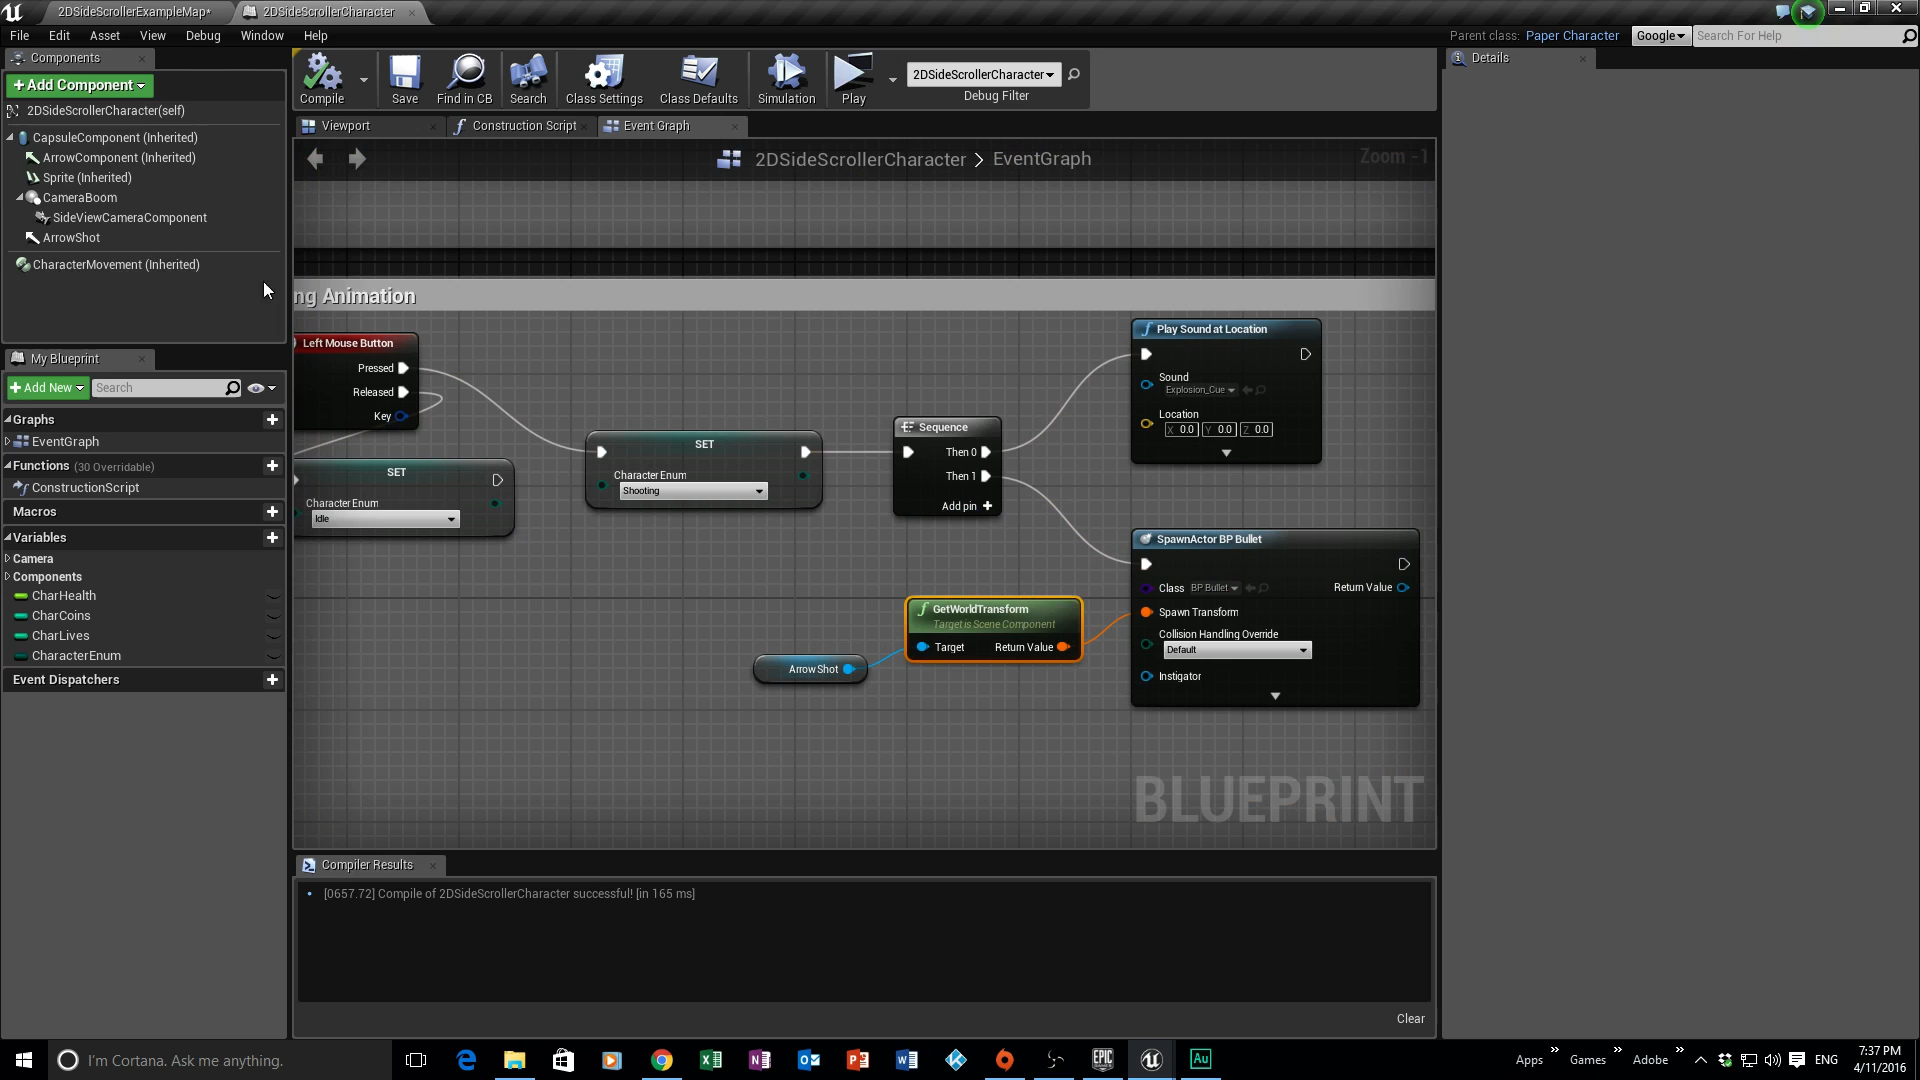 2DSideScrollerExampleMap*
2DSideScrollerCharacter
File Edit Asset View Debug Window Help
Parent class: Paper Character
Google
Search For Help
Components
+ Add Component
2DSideScrollerCharacter(self)
CapsuleComponent (Inherited)
ArrowComponent (Inherited)
Sprite (Inherited)
CameraBoom
SideViewCameraComponent
ArrowShot
CharacterMovement (Inherited)
My Blueprint
+ Add New
Search
Graphs
EventGraph
Functions (30 Overridable)
ConstructionScript
Macros
Variables
Camera
Components
CharHealth
CharCoins
CharLives
CharacterEnum
Event Dispatchers
Compile
Save
Find in CB
Search
Class Settings
Class Defaults
Simulation
Play
2DSideScrollerCharacter
Debug Filter
Viewport
Construction Script
Event Graph
2DSideScrollerCharacter > EventGraph
Zoom -1
ng Animation
Left Mouse Button
Pressed
Released
Key
SET
Character Enum
Idle
SET
Character Enum
Shooting
Sequence
Then 0
Then 1
Add pin +
Play Sound at Location
Sound
Explosion_Cue
Location
X 0.0 Y 0.0 Z 0.0
SpawnActor BP Bullet
Class BP Bullet
Return Value
Spawn Transform
Collision Handling Override
Default
Instigator
GetWorldTransform
Target is Scene Component
Target
Return Value
Arrow Shot
BLUEPRINT
Compiler Results
[0657.72] Compile of 2DSideScrollerCharacter successful! [in 165 ms]
Clear
Details
I'm Cortana. Ask me anything.
EPIC
Au
Apps
Games
Adobe
ENG
7:37 PM
4/11/2016